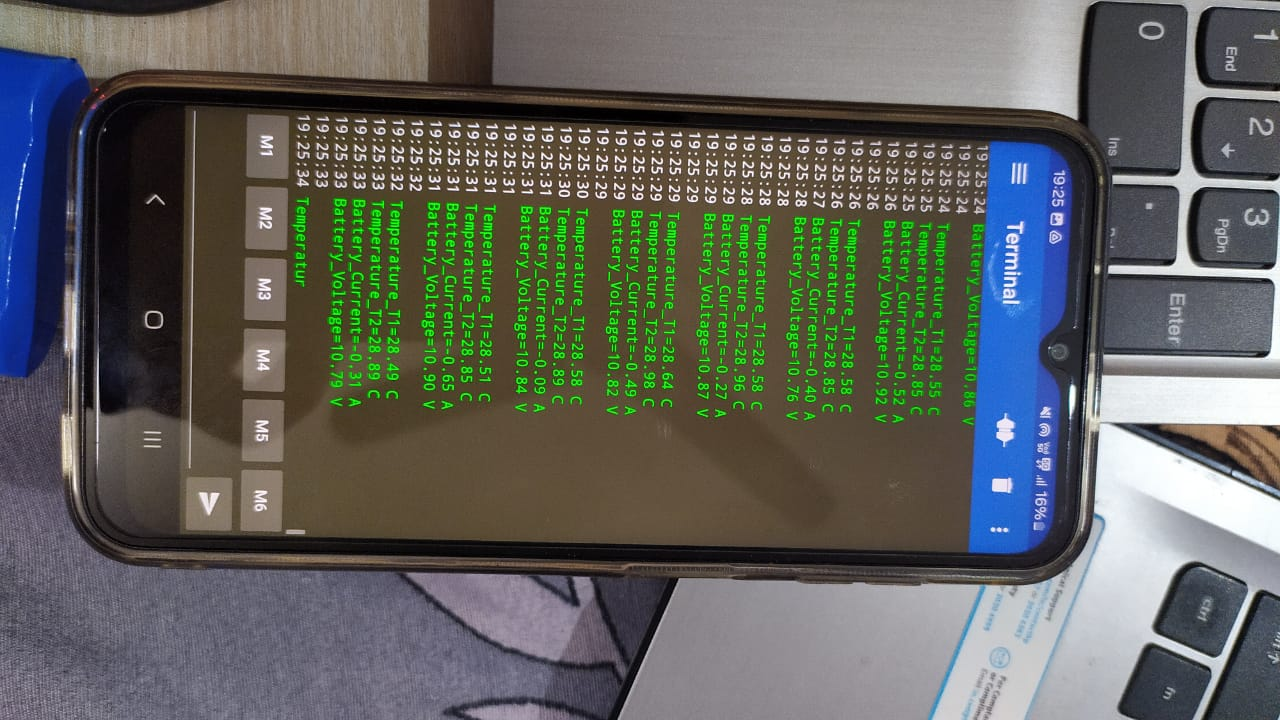 19:25
16%
Terminal
19:25:24 Battery_Voltage=10.86 V
19:25:24
19:25:24 Temperature_T1=28.55 C
19:25:25 Temperature_T2=28.85 C
19:25:25 Battery_Current=-0.52 A
19:25:26 Battery_Voltage=10.92 V
19:25:26
19:25:26 Temperature_T1=28.58 C
19:25:26 Temperature_T2=28.85 C
19:25:27 Battery_Current=-0.40 A
19:25:28 Battery_Voltage=10.76 V
19:25:28
19:25:28 Temperature_T1=28.58 C
19:25:28 Temperature_T2=28.96 C
19:25:29 Battery_Current=-0.27 A
19:25:29 Battery_Voltage=10.87 V
19:25:29
19:25:29 Temperature_T1=28.64 C
19:25:29 Temperature_T2=28.98 C
19:25:29 Battery_Current=-0.49 A
19:25:29 Battery_Voltage=10.82 V
19:25:29
19:25:30 Temperature_T1=28.58 C
19:25:30 Temperature_T2=28.89 C
19:25:31 Battery_Current=-0.09 A
19:25:31 Battery_Voltage=10.84 V
19:25:31
19:25:31 Temperature_T1=28.51 C
19:25:31 Temperature_T2=28.85 C
19:25:31 Battery_Current=-0.65 A
19:25:31 Battery_Voltage=10.90 V
19:25:32
19:25:32 Temperature_T1=28.49 C
19:25:33 Temperature_T2=28.89 C
19:25:33 Battery_Current=-0.31 A
19:25:33 Battery_Voltage=10.79 V
19:25:33
19:25:34 Temperatur
M1 M2 M3 M4 M5 M6
1 End
2
3 PgDn
0 Ins
.
Enter
ctrl
fn